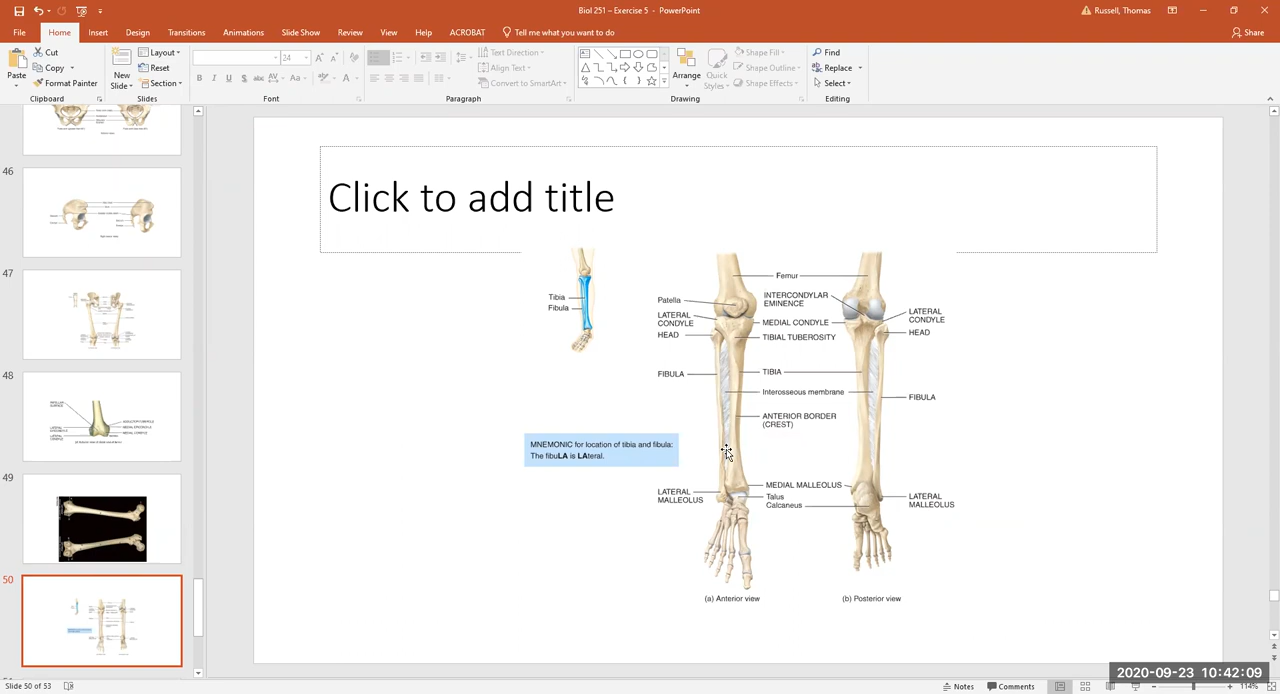 Biol 251 – Exercise 5 - PowerPoint
Russell, Thomas
File Home Insert Design Transitions Animations Slide Show Review View Help ACROBAT Tell me what you want to do
Share
Paste
Cut
Copy
Format Painter
Clipboard
New
Slide
Layout
Reset
Section
Slides
24
Font
Text Direction
Align Text
Convert to SmartArt
Paragraph
Arrange
Quick
Styles
Shape Fill
Shape Outline
Shape Effects
Drawing
Find
Replace
Select
Editing
46
47
48
49
50
Click to add title
Tibia
Fibula
Femur
Patella
INTERCONDYLAR
EMINENCE
LATERAL
CONDYLE
MEDIAL CONDYLE
LATERAL
CONDYLE
HEAD
TIBIAL TUBEROSITY
HEAD
FIBULA
TIBIA
Interosseous membrane
FIBULA
ANTERIOR BORDER
(CREST)
MNEMONIC for location of tibia and fibula:
The fibuLA is LAteral.
LATERAL
MALLEOLUS
MEDIAL MALLEOLUS
Talus
Calcaneus
LATERAL
MALLEOLUS
(a) Anterior view
(b) Posterior view
2020-09-23 10:42:09
Slide 50 of 53
Notes
Comments
114%